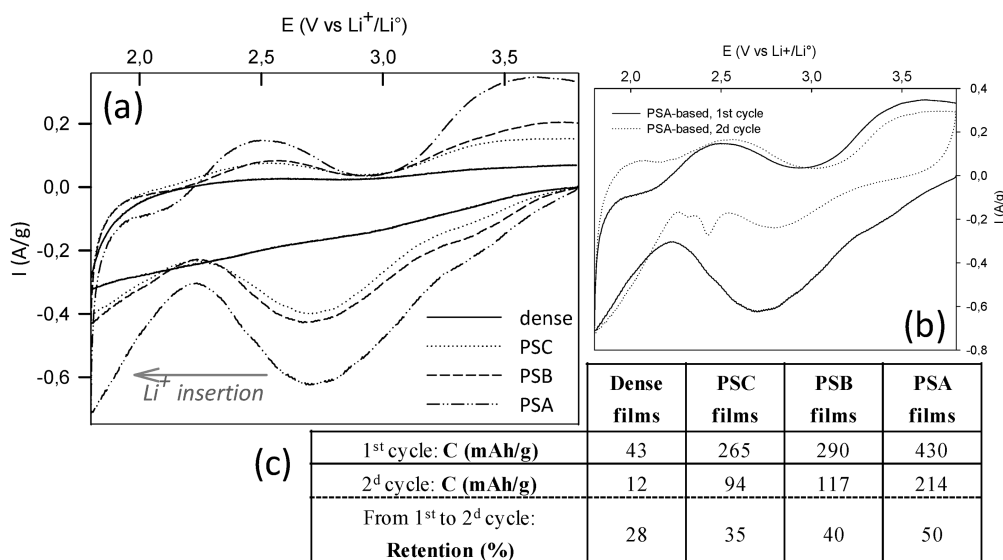 E (V vs Li⁺/Li°)
2,0 2,5 3,0 3,5
(a)
I (A/g)
0,2
0,0
-0,2
-0,4
-0,6
dense
PSC
PSB
PSA
Li⁺ insertion
E (V vs Li+/Li°)
2,0 2,5 3,0 3,5
PSA-based, 1st cycle
PSA-based, 2d cycle
0,4
0,2
0,0
-0,2
-0,4
-0,6
-0,8
I (A/g)
(b)
(c)
Dense PSC PSB PSA
films films films films
1ˢᵗ cycle: C (mAh/g) 43 265 290 430
2ᵈ cycle: C (mAh/g) 12 94 117 214
From 1ˢᵗ to 2ᵈ cycle:
Retention (%) 28 35 40 50